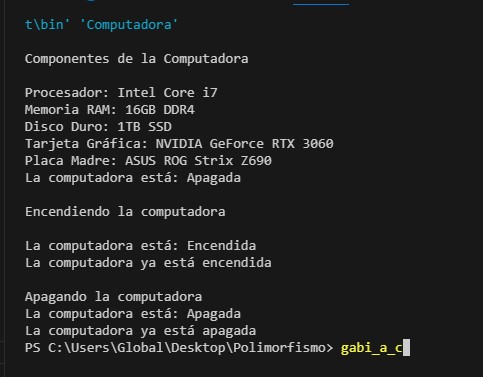 t\bin' 'Computadora'
Componentes de la Computadora
Procesador: Intel Core i7
Memoria RAM: 16GB DDR4
Disco Duro: 1TB SSD
Tarjeta Gráfica: NVIDIA GeForce RTX 3060
Placa Madre: ASUS ROG Strix Z690
La computadora está: Apagada
Encendiendo la computadora
La computadora está: Encendida
La computadora ya está encendida
Apagando la computadora
La computadora está: Apagada
La computadora ya está apagada
PS C:\Users\Global\Desktop\Polimorfismo> gabi_a_c